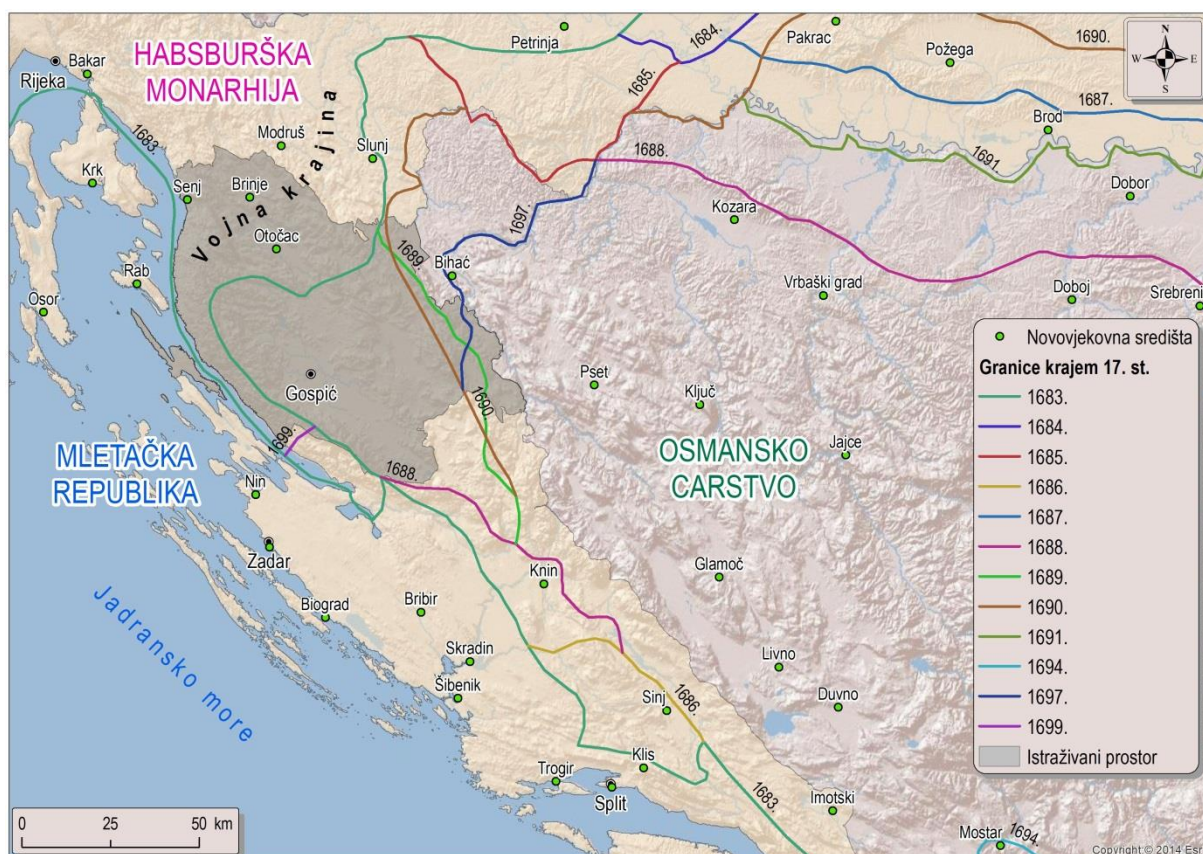 HABSBURŠKA
MONARHIJA
Vojna krajina
MLETAČKA
REPUBLIKA
OSMANSKO
CARSTVO
Jadransko more
Rijeka
Bakar
Petrinja
Pakrac
Požega
Modruš
Slunj
Brod
Krk
Senj
Brinje
Otočac
Dobor
Kozara
Rab
Osor
Bihać
Vrbaški grad
Doboj
Srebreni
Gospić
Pset
Ključ
Jajce
Nin
Zadar
Knin
Glamoč
Biograd
Bribir
Skradin
Šibenik
Sinj
Livno
Duvno
Trogir
Klis
Split
Imotski
Mostar
1683.
1684.
1685.
1690.
1687.
1688.
1691.
1697.
1689.
1690
1699.
1688.
1686.
1683.
1694.
N
W E
S
Novovjekovna središta
Granice krajem 17. st.
1683.
1684.
1685.
1686.
1687.
1688.
1689.
1690.
1691.
1694.
1697.
1699.
Istraživani prostor
0 25 50 km
Copyright:© 2014 Es